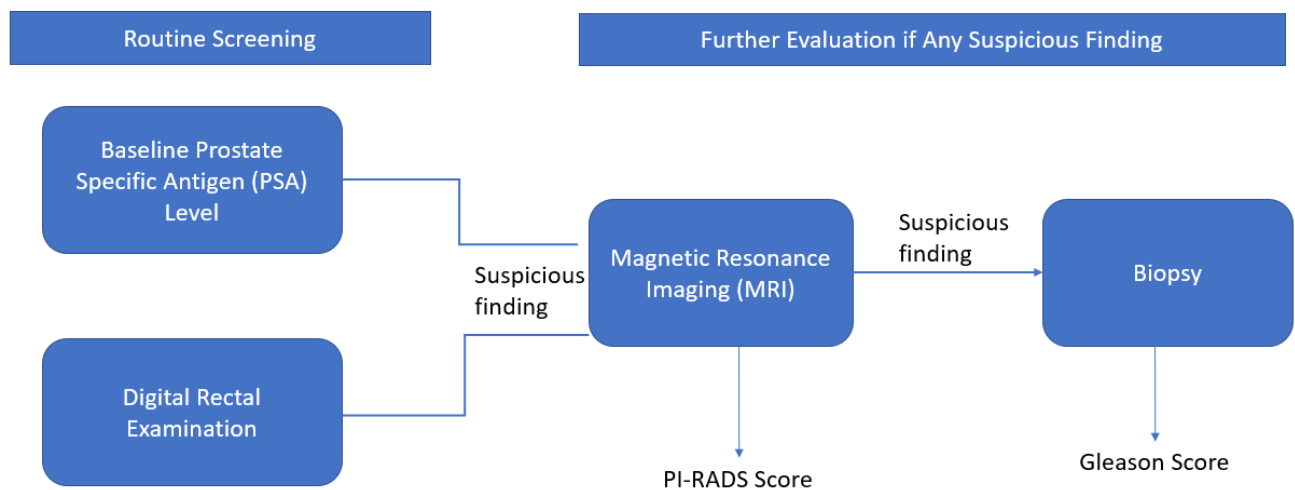 Routine Screening
Further Evaluation if Any Suspicious Finding
Baseline Prostate
Specific Antigen (PSA)
Level
Suspicious
finding
Digital Rectal
Examination
Magnetic Resonance
Imaging (MRI)
Suspicious
finding
Biopsy
PI-RADS Score
Gleason Score